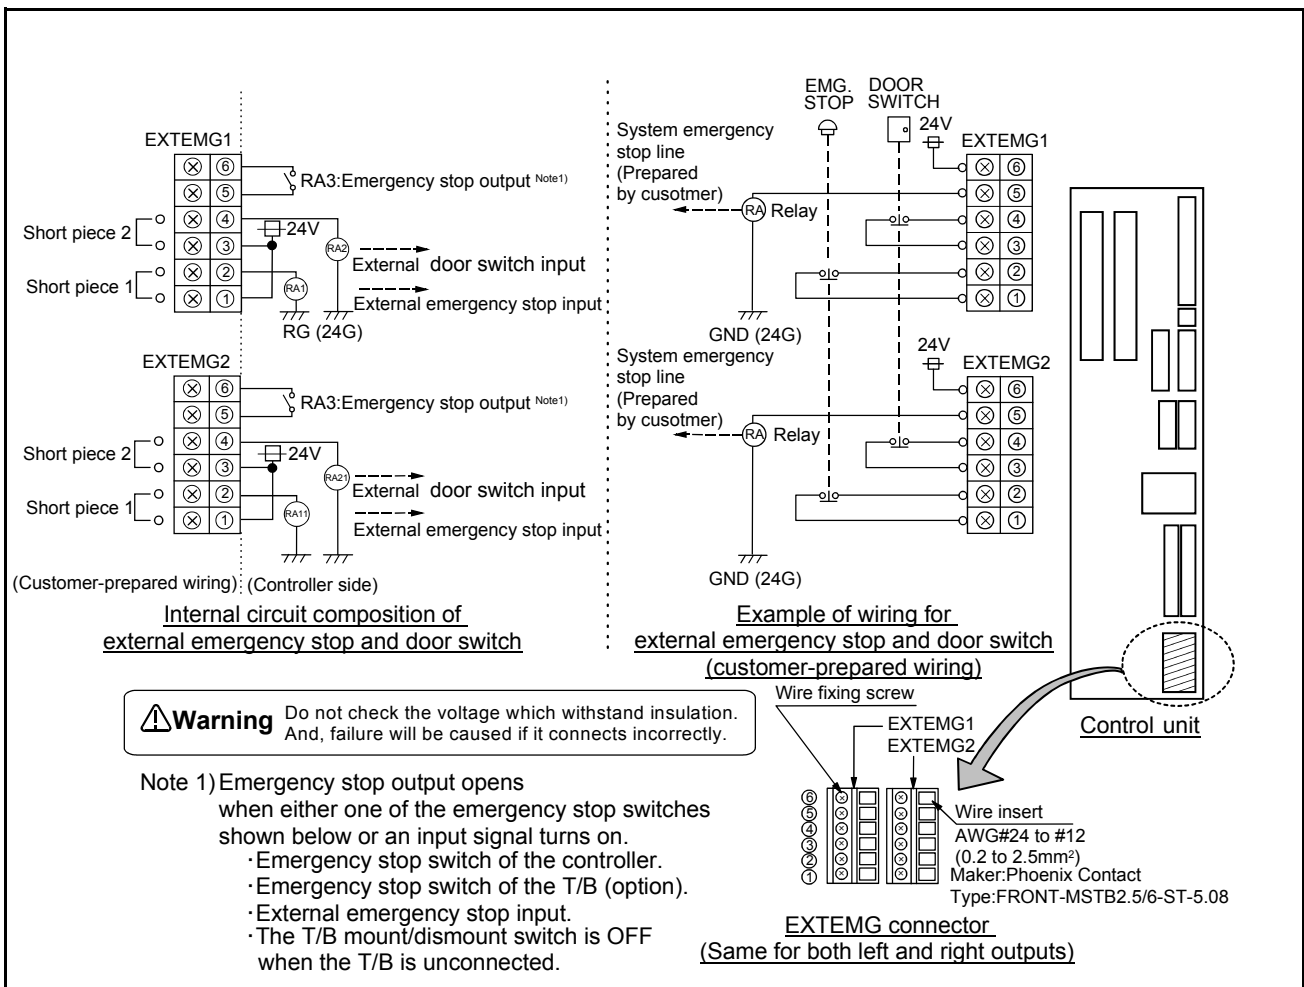 EXTEMG1
⑥
⑤
④
③
②
①
Short piece 2
Short piece 1
RA3:Emergency stop output Note1)
24V
RA2
RA1
External door switch input
External emergency stop input
RG (24G)
EXTEMG2
⑥
⑤
④
③
②
①
Short piece 2
Short piece 1
RA3:Emergency stop output Note1)
24V
RA21
RA11
External door switch input
External emergency stop input
(Customer-prepared wiring)
(Controller side)
Internal circuit composition of
external emergency stop and door switch
EMG.
STOP
DOOR
SWITCH
System emergency
stop line
(Prepared
by cusotmer)
RA
Relay
24V
EXTEMG1
⑥
⑤
④
③
②
①
GND (24G)
System emergency
stop line
(Prepared
by cusotmer)
RA
Relay
24V
EXTEMG2
⑥
⑤
④
③
②
①
GND (24G)
Example of wiring for
external emergency stop and door switch
(customer-prepared wiring)
Control unit
Warning
Do not check the voltage which withstand insulation.
And, failure will be caused if it connects incorrectly.
Note 1) Emergency stop output opens
when either one of the emergency stop switches
shown below or an input signal turns on.
·Emergency stop switch of the controller.
·Emergency stop switch of the T/B (option).
·External emergency stop input.
·The T/B mount/dismount switch is OFF
when the T/B is unconnected.
Wire fixing screw
EXTEMG1
EXTEMG2
⑥
⑤
④
③
②
①
Wire insert
AWG#24 to #12
(0.2 to 2.5mm²)
Maker:Phoenix Contact
Type:FRONT-MSTB2.5/6-ST-5.08
EXTEMG connector
(Same for both left and right outputs)